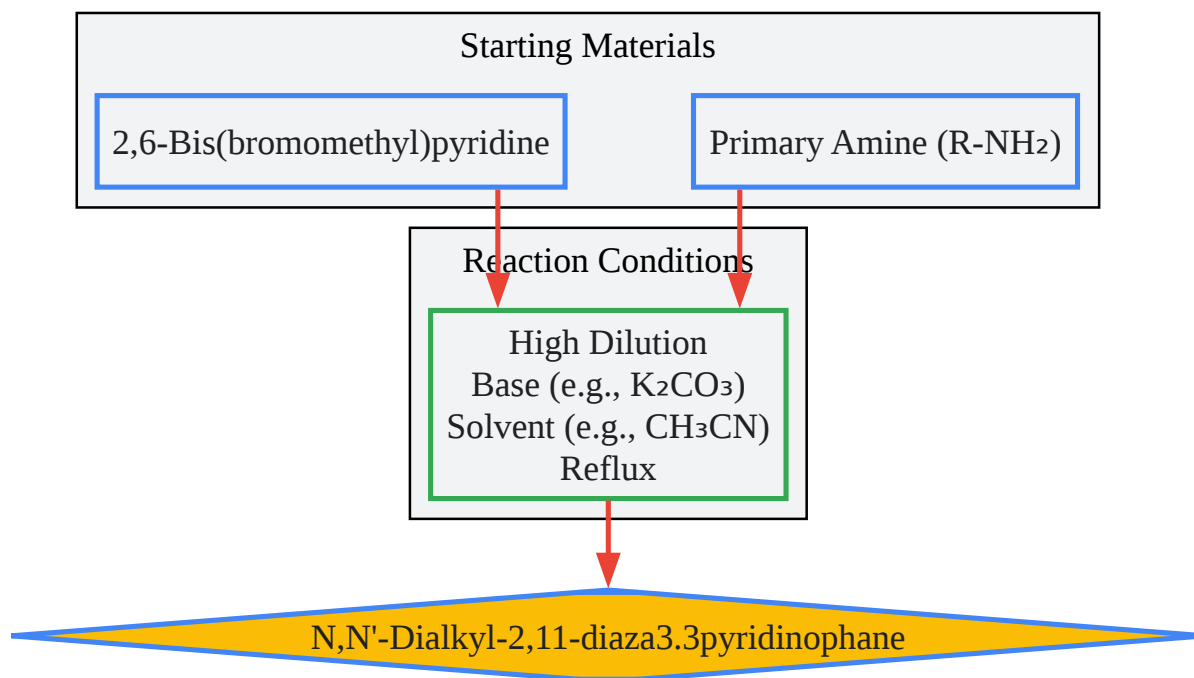 Starting Materials
2,6-Bis(bromomethyl)pyridine
Primary Amine (R-NH₂)
Reaction Conditions
High Dilution
Base (e.g., K₂CO₃)
Solvent (e.g., CH₃CN)
Reflux
N,N'-Dialkyl-2,11-diaza3.3pyridinophane